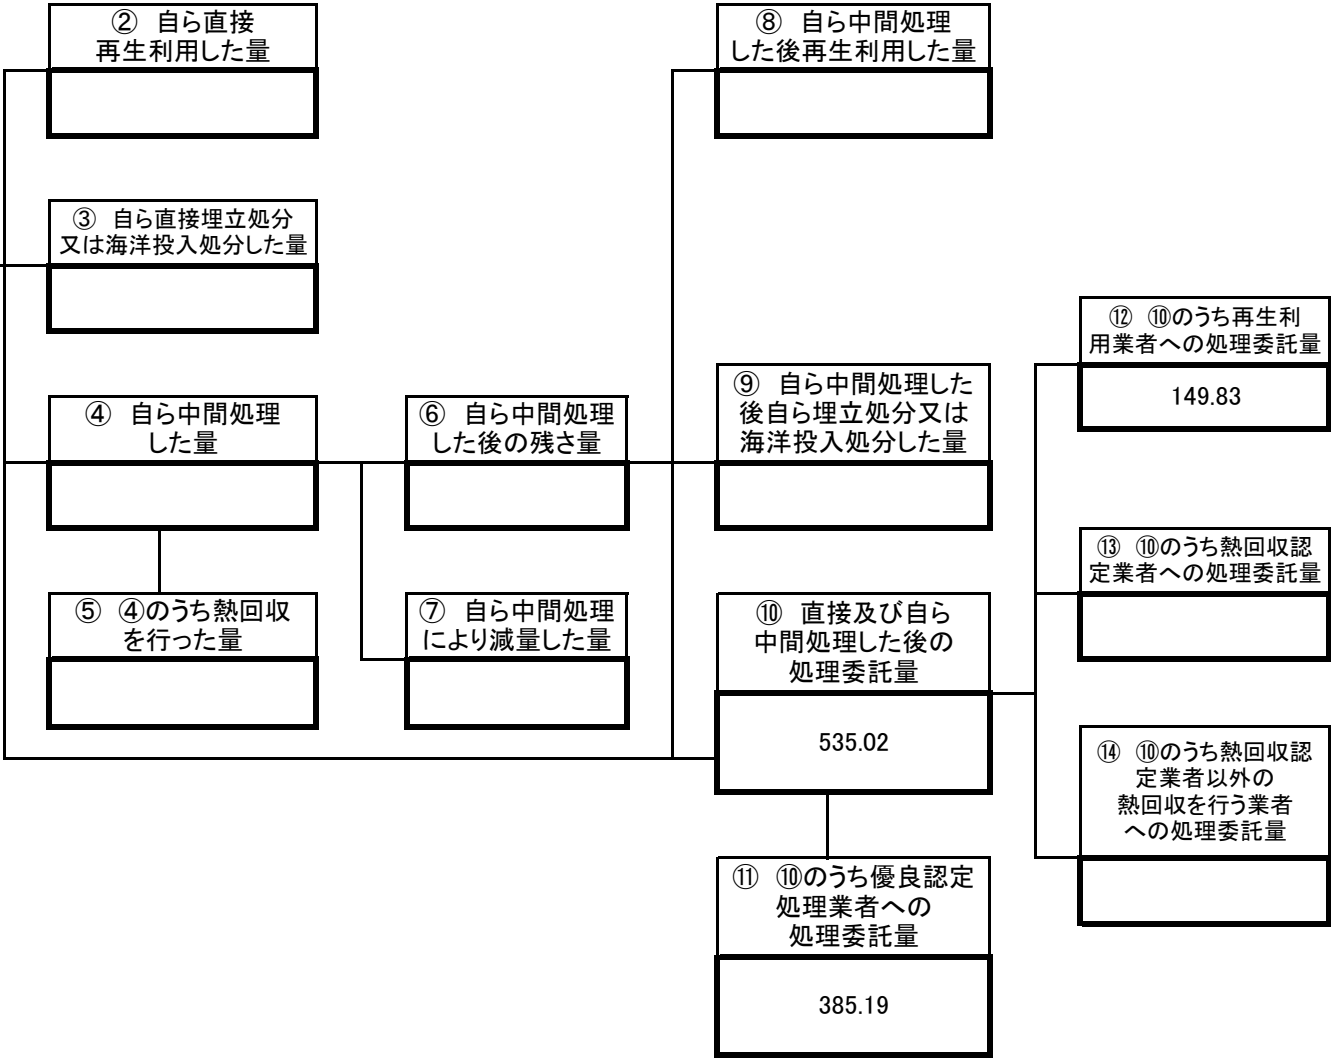 ② 自ら直接
再生利用した量
⑧ 自ら中間処理
した後再生利用した量
③ 自ら直接埋立処分
又は海洋投入処分した量
⑫ ⑩のうち再生利
用業者への処理委託量
149.83
④ 自ら中間処理
した量
⑥ 自ら中間処理
した後の残さ量
⑨ 自ら中間処理した
後自ら埋立処分又は
海洋投入処分した量
⑬ ⑩のうち熱回収認
定業者への処理委託量
⑤ ④のうち熱回収
を行った量
⑦ 自ら中間処理
により減量した量
⑩ 直接及び自ら
中間処理した後の
処理委託量
535.02
⑭ ⑩のうち熱回収認
定業者以外の
熱回収を行う業者
への処理委託量
⑪ ⑩のうち優良認定
処理業者への
処理委託量
385.19